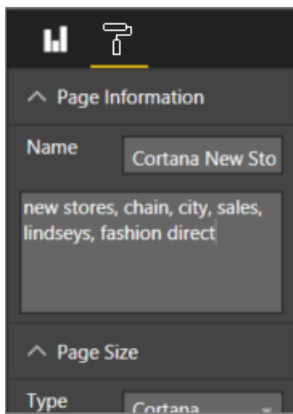 Page Information
Name
Cortana New Sto
new stores, chain, city, sales,
lindseys, fashion direct
Page Size
Type
Cortana